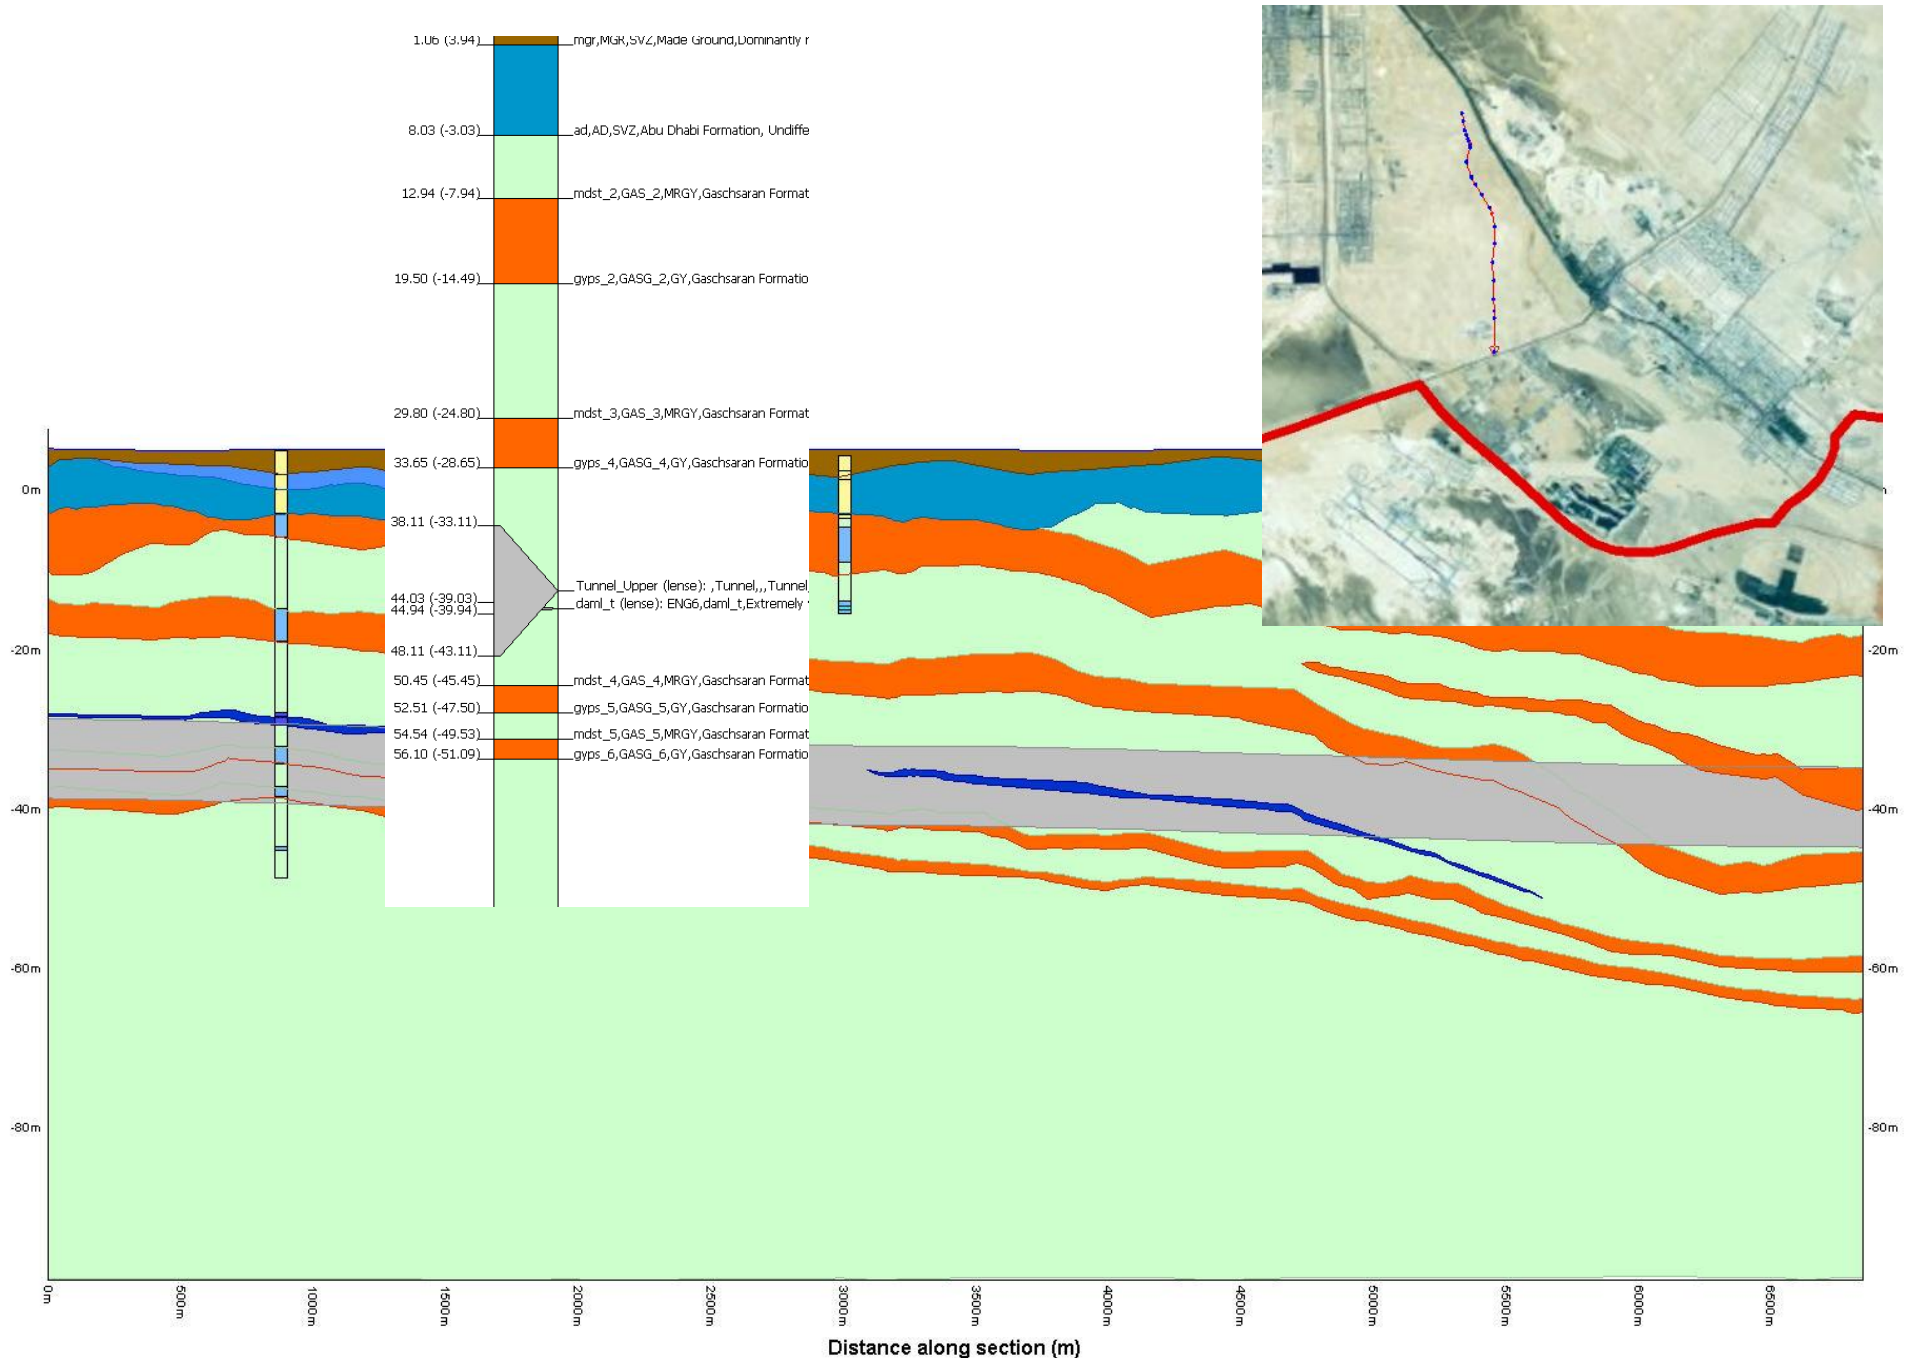 1.06 (3.94) mgr,MGR,SVZ,Made Ground,Dominantly r
8.03 (-3.03) ad,AD,SVZ,Abu Dhabi Formation, Undiffe
12.94 (-7.94) mdst_2,GAS_2,MRGY,Gaschsaran Format
19.50 (-14.49) gyps_2,GASG_2,GY,Gaschsaran Formatio
29.80 (-24.80) mdst_3,GAS_3,MRGY,Gaschsaran Format
33.65 (-28.65) gyps_4,GASG_4,GY,Gaschsaran Formatio
38.11 (-33.11)
Tunnel_Upper (lense): ,Tunnel,,,Tunnel
44.03 (-39.03) daml_t (lense): ENG6,daml_t,Extremely
44.94 (-39.94)
48.11 (-43.11)
50.45 (-45.45) mdst_4,GAS_4,MRGY,Gaschsaran Format
52.51 (-47.50) gyps_5,GASG_5,GY,Gaschsaran Formatio
54.54 (-49.53) mdst_5,GAS_5,MRGY,Gaschsaran Format
56.10 (-51.09) gyps_6,GASG_6,GY,Gaschsaran Formatio
0m
-20m -20m
-40m -40m
-60m -60m
-80m -80m
0m 500m 1000m 1500m 2000m 2500m 3000m 3500m 4000m 4500m 5000m 5500m 6000m 6500m
Distance along section (m)